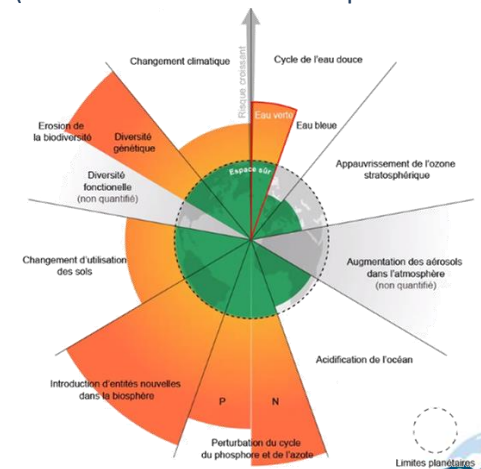 Changement climatique
Cycle de l'eau douce
Risque croissant
Eau verte
Eau bleue
Erosion de
la biodiversité
Diversité
génétique
Appauvrissement de l'ozone
stratosphérique
Espace sûr
Diversité
fonctionelle
(non quantifié)
Changement d'utilisation
des sols
Augmentation des aérosols
dans l'atmosphère
(non quantifié)
Acidification de l'océan
Introduction d'entités nouvelles
dans la biosphère
P
N
Perturbation du cycle
du phosphore et de l'azote
Limites planétaires